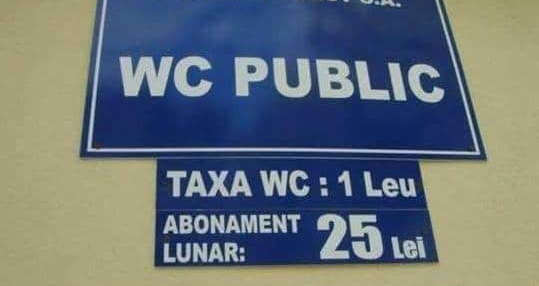 S.A.
WC PUBLIC
TAXA WC : 1 Leu
ABONAMENT
LUNAR: 25 Lei